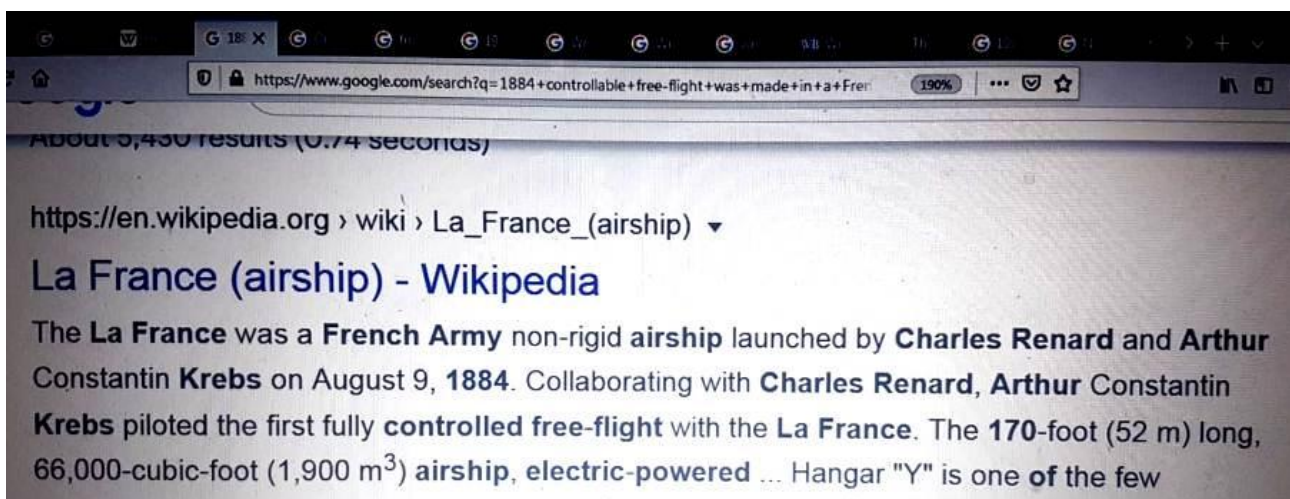 G 188 X
https://www.google.com/search?q=1884+controllable+free-flight+was+made+in+a+Fren 190%
About 5,430 results (0.74 seconds)
https://en.wikipedia.org › wiki › La_France_(airship)
La France (airship) - Wikipedia
The La France was a French Army non-rigid airship launched by Charles Renard and Arthur
Constantin Krebs on August 9, 1884. Collaborating with Charles Renard, Arthur Constantin
Krebs piloted the first fully controlled free-flight with the La France. The 170-foot (52 m) long,
66,000-cubic-foot (1,900 m³) airship, electric-powered ... Hangar "Y" is one of the few